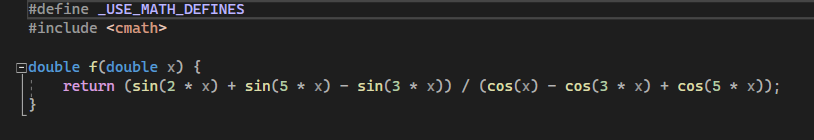 #define _USE_MATH_DEFINES
#include <cmath>
double f(double x) {
return (sin(2 * x) + sin(5 * x) - sin(3 * x)) / (cos(x) - cos(3 * x) + cos(5 * x));
}